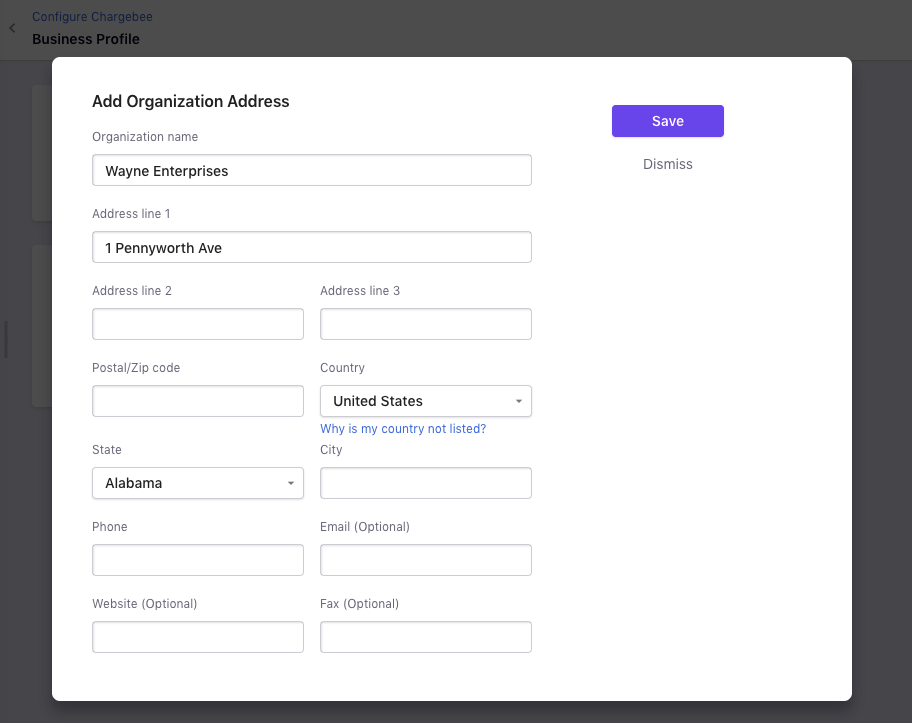 Configure Chargebee
Business Profile
Add Organization Address
Save
Dismiss
Organization name
Wayne Enterprises
Address line 1
1 Pennyworth Ave
Address line 2 Address line 3
Postal/Zip code Country
United States
Why is my country not listed?
State City
Alabama
Phone Email (Optional)
Website (Optional) Fax (Optional)